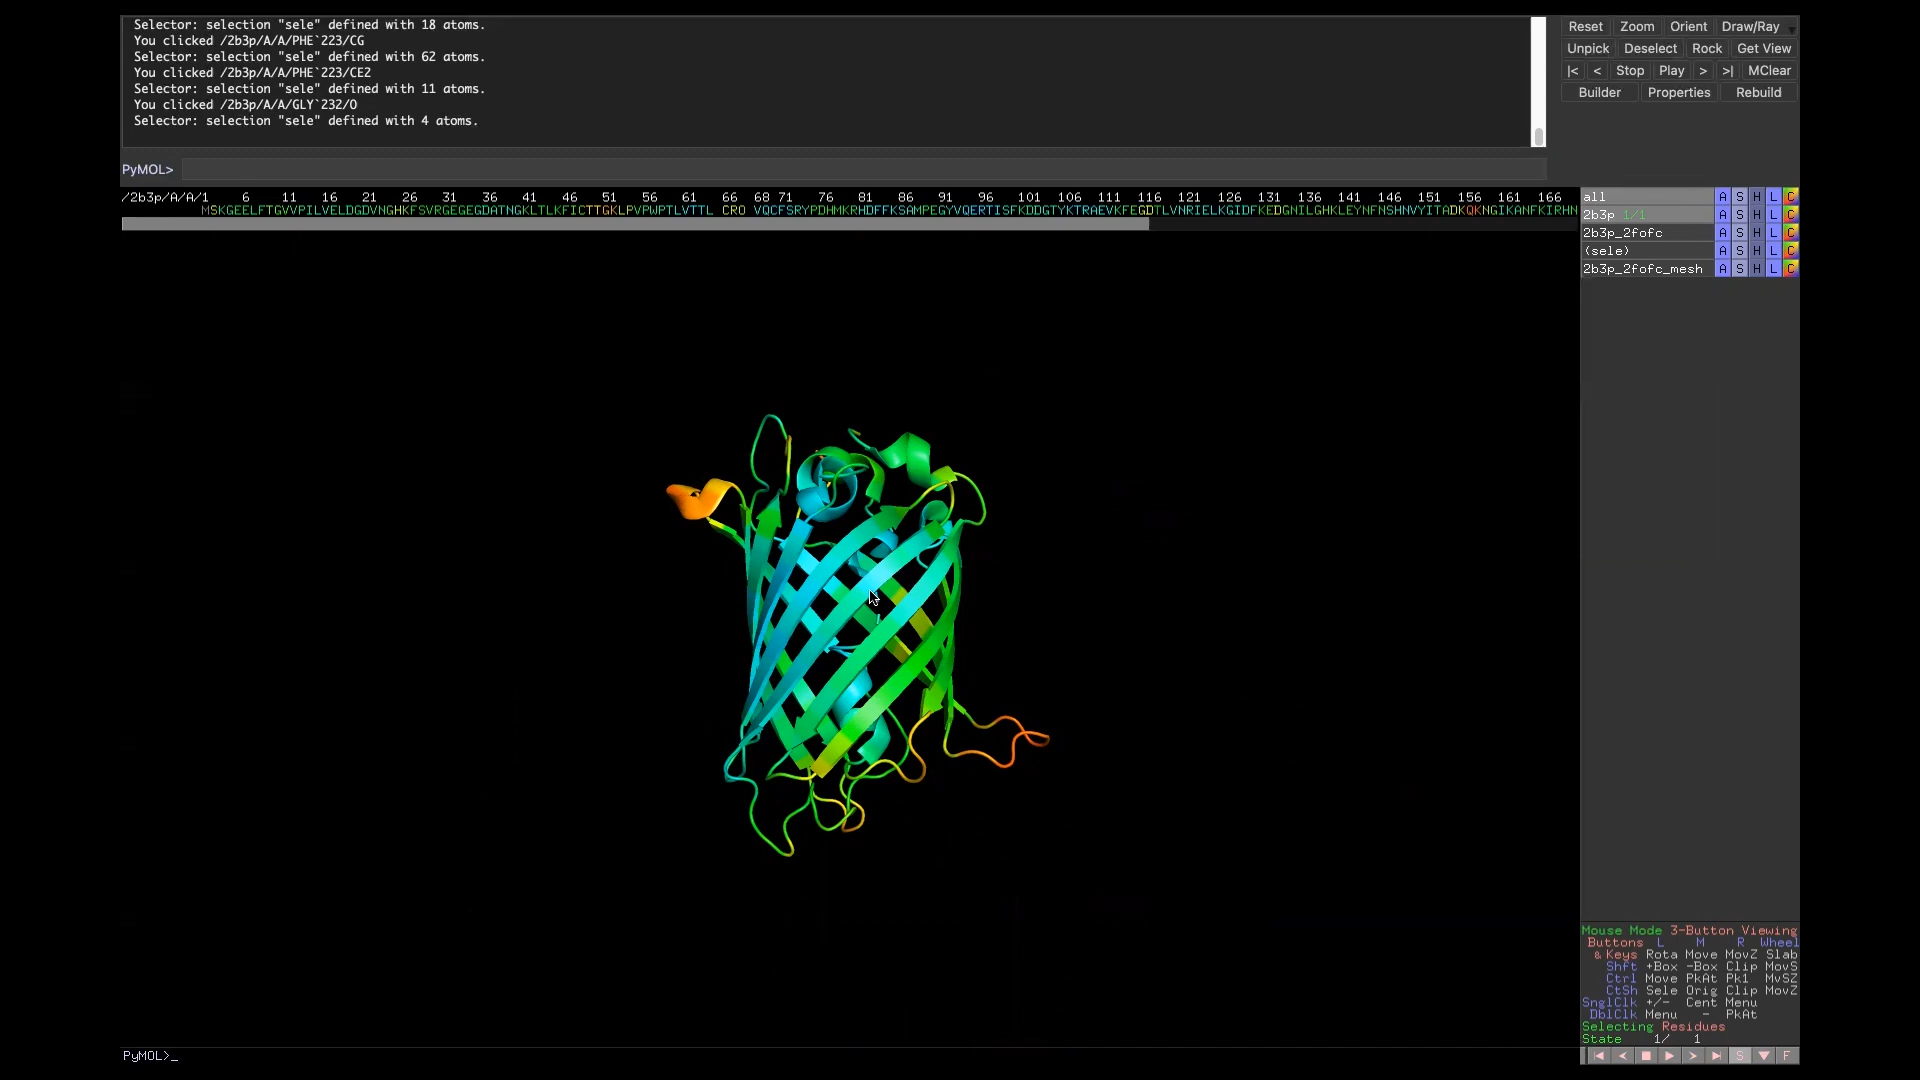 Selector: selection "sele" defined with 18 atoms.
You clicked /2b3p/A/A/PHE`223/CG
Selector: selection "sele" defined with 62 atoms.
You clicked /2b3p/A/A/PHE`223/CE2
Selector: selection "sele" defined with 11 atoms.
You clicked /2b3p/A/A/GLY`232/O
Selector: selection "sele" defined with 4 atoms.
PyMOL>
Reset Zoom Orient Draw/Ray
Unpick Deselect Rock Get View
|< < Stop Play > >| MClear
Builder Properties Rebuild
/2b3p/A/A/1 6 11 16 21 26 31 36 41 46 51 56 61 66 68 71 76 81 86 91 96 101 106 111 116 121 126 131 136 141 146 151 156 161 166
MSKGEELFTGVVPILVELDGDVNGHKFSVRGEGEGDATNGKLTLKFICTTGKLPVPWPTLVTTL CRO VQCFSRYPDHMKRHDFFKSAMPEGYVQERTISFKDDGTYKTRAEVKFEGDTLVNRIELKGIDFKEDGNILGHKLEYNFNSHNVYITADKQKNGIKANFKIRHN
all A S H L C
2b3p 1/1 A S H L C
2b3p_2fofc A S H L C
(sele) A S H L C
2b3p_2fofc_mesh A S H L C
Mouse Mode 3-Button Viewing
Buttons L M R Wheel
& Keys Rota Move MovZ Slab
Shft +Box -Box Clip MovS
Ctrl Move PkAt Pk1 MvSZ
CtSh Sele Orig Clip MovZ
SnglClk +/- Cent Menu
DblClk Menu - PkAt
Selecting Residues
State 1/ 1
S F
PyMOL>_